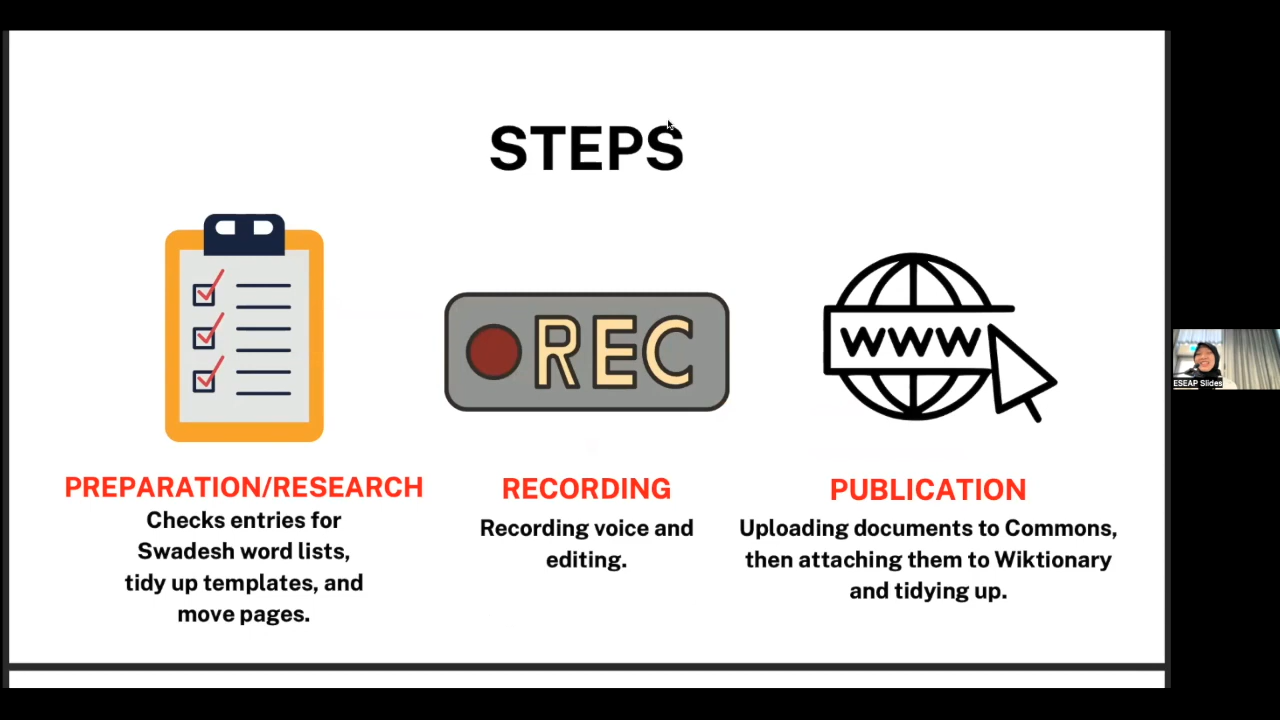 STEPS
REC
www
PREPARATION/RESEARCH
Checks entries for
Swadesh word lists,
tidy up templates, and
move pages.
RECORDING
Recording voice and
editing.
PUBLICATION
Uploading documents to Commons,
then attaching them to Wiktionary
and tidying up.
ESEAP Slides